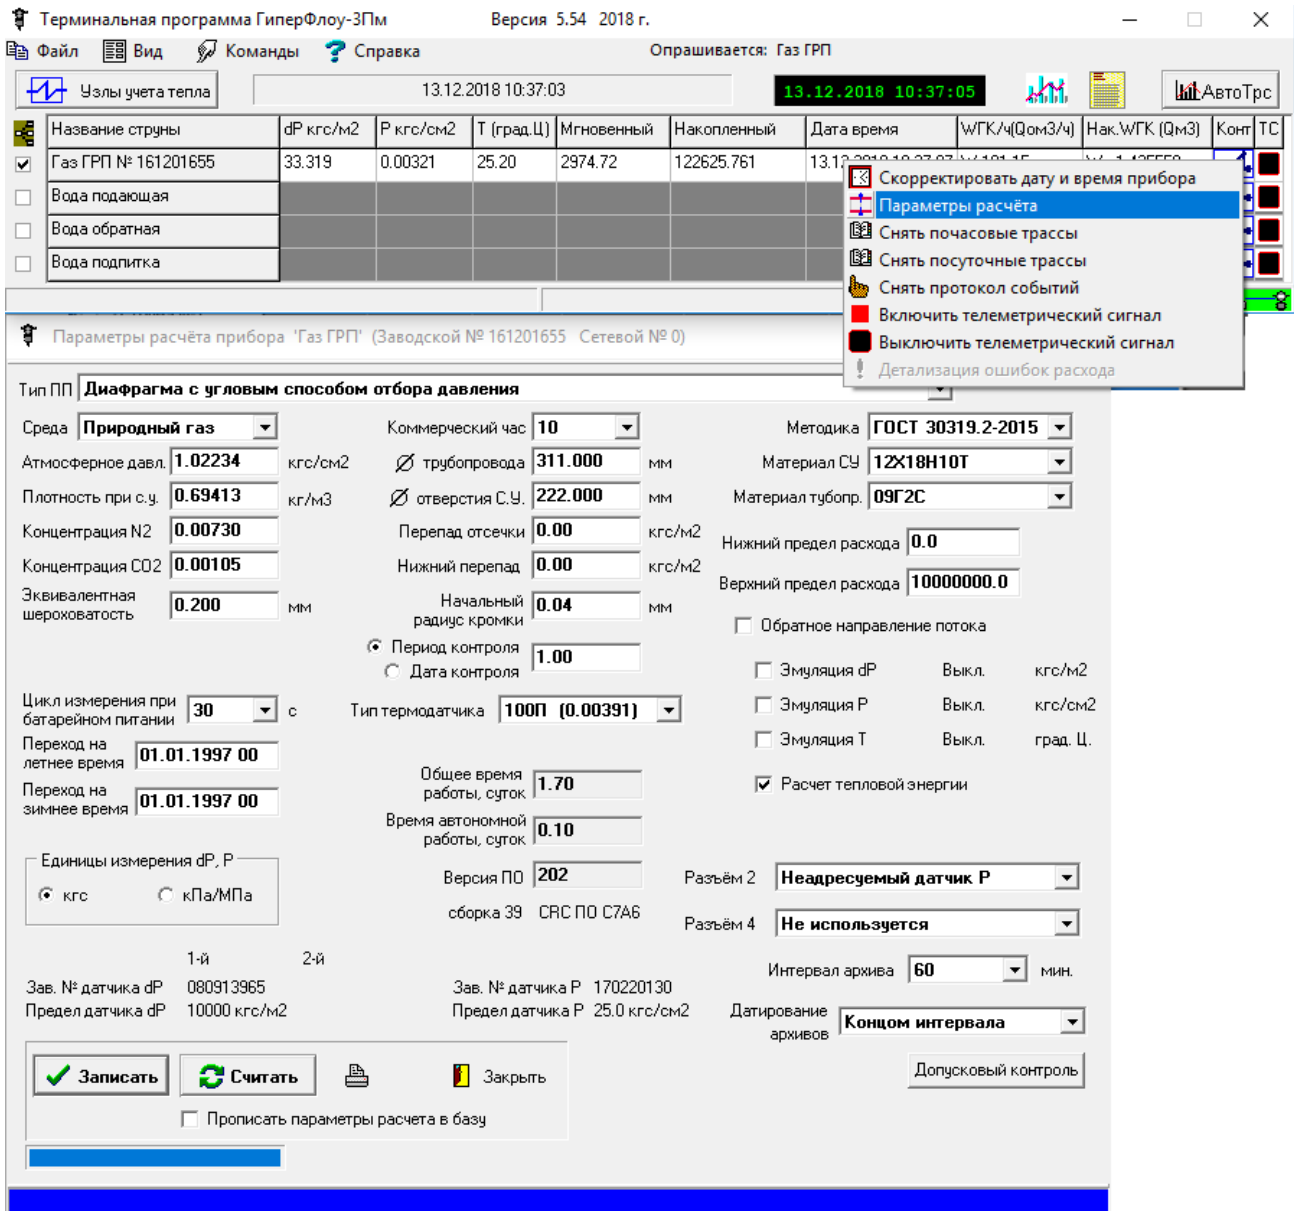 Терминальная программа ГиперФлоу-3Пм Версия 5.54 2018 г.
Файл Вид Команды Справка Опрашивается: Газ ГРП
Узлы учета тепла 13.12.2018 10:37:03 13.12.2018 10:37:05 АвтоТрс
Название струны dP кгс/м2 P кгс/см2 T (град.Ц) Мгновенный Накопленный Дата время WГК/ч(Qом3/ч) Нак.WГК (Qм3) Конт ТС
Газ ГРП № 161201655 33.319 0.00321 25.20 2974.72 122625.761
Вода подающая
Вода обратная
Вода подпитка
Скорректировать дату и время прибора
Параметры расчёта
Снять почасовые трассы
Снять посуточные трассы
Снять протокол событий
Включить телеметрический сигнал
Выключить телеметрический сигнал
Детализация ошибок расхода
Параметры расчёта прибора 'Газ ГРП' (Заводской № 161201655 Сетевой № 0)
Тип ПП Диафрагма с угловым способом отбора давления
Среда Природный газ Коммерческий час 10 Методика ГОСТ 30319.2-2015
Атмосферное давл. 1.02234 кгс/см2 Ø трубопровода 311.000 мм Материал СУ 12Х18Н10Т
Плотность при с.у. 0.69413 кг/м3 Ø отверстия С.У. 222.000 мм Материал тубопр. 09Г2С
Концентрация N2 0.00730 Перепад отсечки 0.00 кгс/м2 Нижний предел расхода 0.0
Концентрация CO2 0.00105 Нижний перепад 0.00 кгс/м2 Верхний предел расхода 10000000.0
Эквивалентная
шероховатость 0.200 мм Начальный
радиус кромки 0.04 мм
Обратное направление потока
Период контроля 1.00
Дата контроля
Эмуляция dP Выкл. кгс/м2
Эмуляция P Выкл. кгс/см2
Эмуляция T Выкл. град. Ц.
Цикл измерения при
батарейном питании 30 с Тип термодатчика 100П (0.00391)
Переход на
летнее время 01.01.1997 00
Переход на
зимнее время 01.01.1997 00
Общее время
работы, суток 1.70
Расчет тепловой энергии
Время автономной
работы, суток 0.10
Единицы измерения dP, P
кгс кПа/МПа
Версия ПО 202 Разъём 2 Неадресуемый датчик P
сборка 39 CRC ПО C7A6 Разъём 4 Не используется
1-й 2-й Интервал архива 60 мин.
Зав. № датчика dP 080913965 Зав. № датчика P 170220130
Предел датчика dP 10000 кгс/м2 Предел датчика P 25.0 кгс/см2
Датирование
архивов Концом интервала
Записать Считать Закрыть Допусковый контроль
Прописать параметры расчета в базу